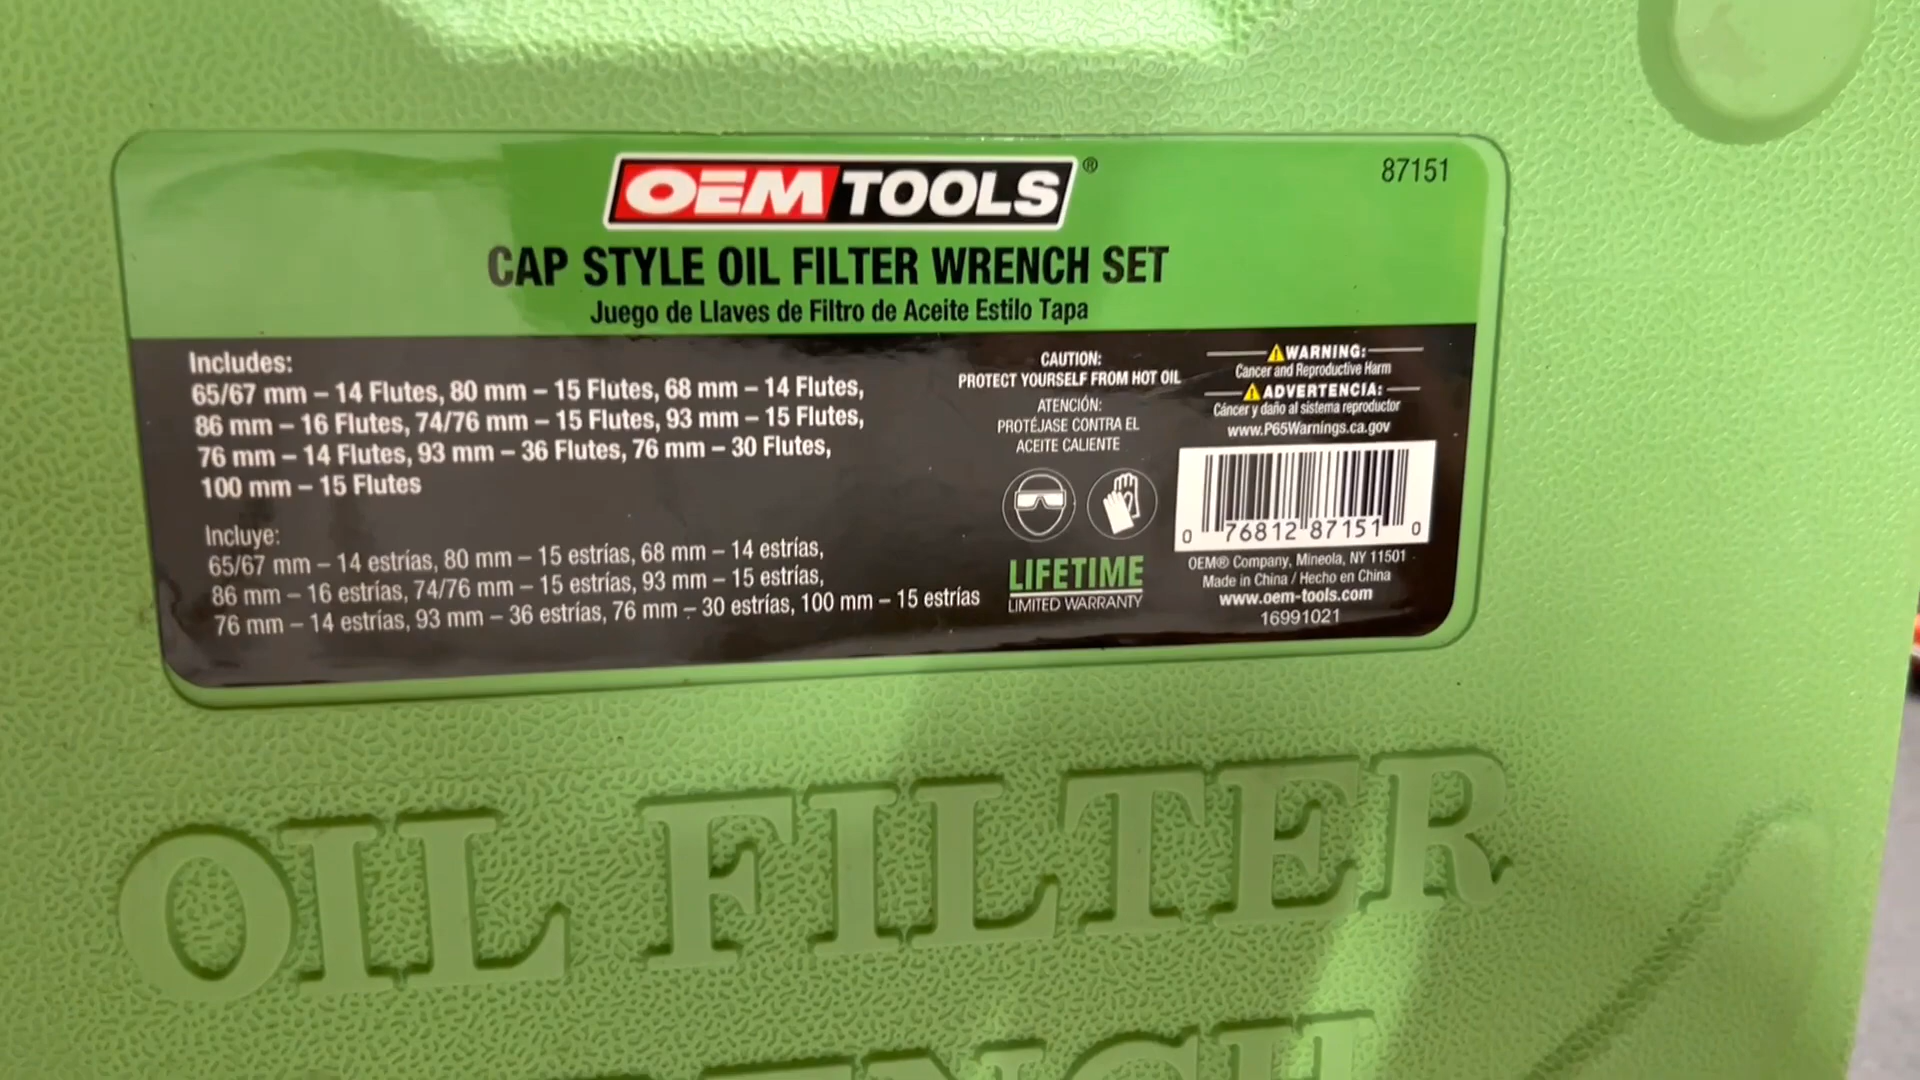 OEMTOOLS®
87151
CAP STYLE OIL FILTER WRENCH SET
Juego de Llaves de Filtro de Aceite Estilo Tapa
Includes:
65/67 mm – 14 Flutes, 80 mm – 15 Flutes, 68 mm – 14 Flutes,
86 mm – 16 Flutes, 74/76 mm – 15 Flutes, 93 mm – 15 Flutes,
76 mm – 14 Flutes, 93 mm – 36 Flutes, 76 mm – 30 Flutes,
100 mm – 15 Flutes
Incluye:
65/67 mm – 14 estrías, 80 mm – 15 estrías, 68 mm – 14 estrías,
86 mm – 16 estrías, 74/76 mm – 15 estrías, 93 mm – 15 estrías,
76 mm – 14 estrías, 93 mm – 36 estrías, 76 mm – 30 estrías, 100 mm – 15 estrías
CAUTION:
PROTECT YOURSELF FROM HOT OIL
ATENCIÓN:
PROTÉJASE CONTRA EL
ACEITE CALIENTE
LIFETIME
LIMITED WARRANTY
WARNING:
Cancer and Reproductive Harm
ADVERTENCIA:
Cáncer y daño al sistema reproductor
www.P65Warnings.ca.gov
0 76812 87151 0
OEM® Company, Mineola, NY 11501
Made in China / Hecho en China
www.oem-tools.com
16991021
OIL FILTER